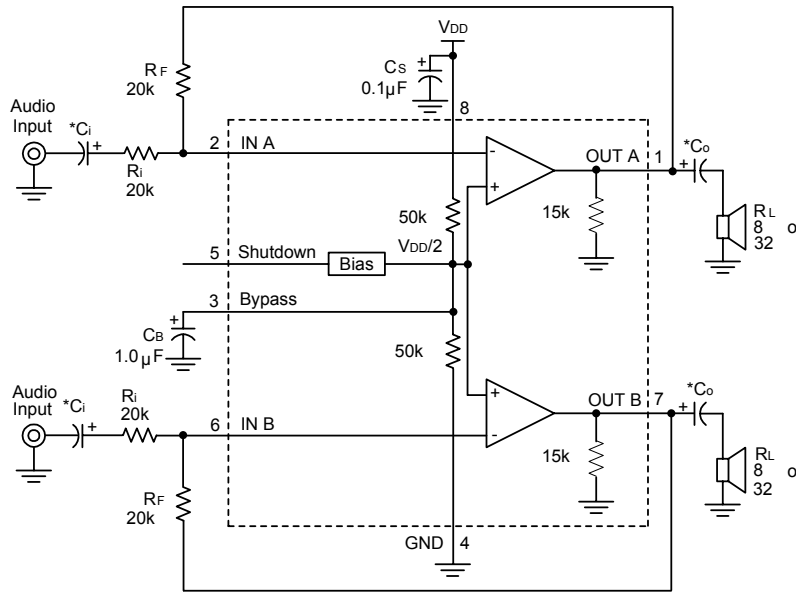 VDD
RF
20k
CS
0.1µF
8
Audio
Input
*Ci
+
Ri
20k
2
IN A
-
+
OUT A
1
*Co
+
50k
15k
RL
8 o
32
5
Shutdown
Bias
VDD/2
3
Bypass
CB
+
1.0µF
50k
Audio
Input
*Ci
+
Ri
20k
6
IN B
+
-
OUT B
7
*Co
+
15k
RL
8 o
32
RF
20k
GND
4
+